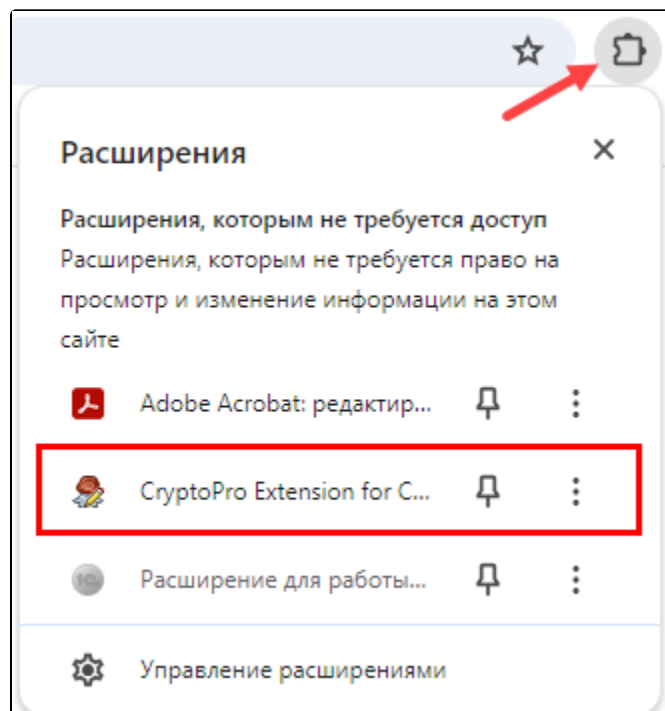 Расширения
Расширения, которым не требуется доступ
Расширения, которым не требуется право на
просмотр и изменение информации на этом
сайте
Adobe Acrobat: редактир...
CryptoPro Extension for C...
1С Расширение для работы...
Управление расширениями